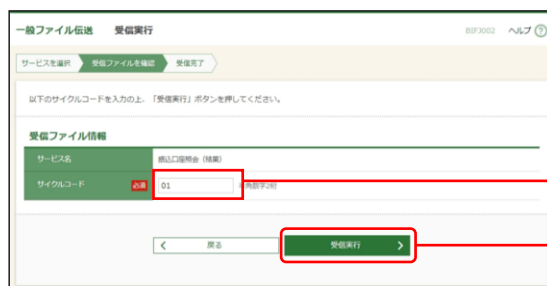 一般ファイル伝送 受信実行
BIFJ002 ヘルプ ?
サービスを選択 受信ファイルを確認 受信完了
以下のサイクルコードを入力の上、「受信実行」ボタンを押してください。
受信ファイル情報
サービス名 振込口座照会（結果）
サイクルコード 必須 01 半角数字2桁
戻る 受信実行